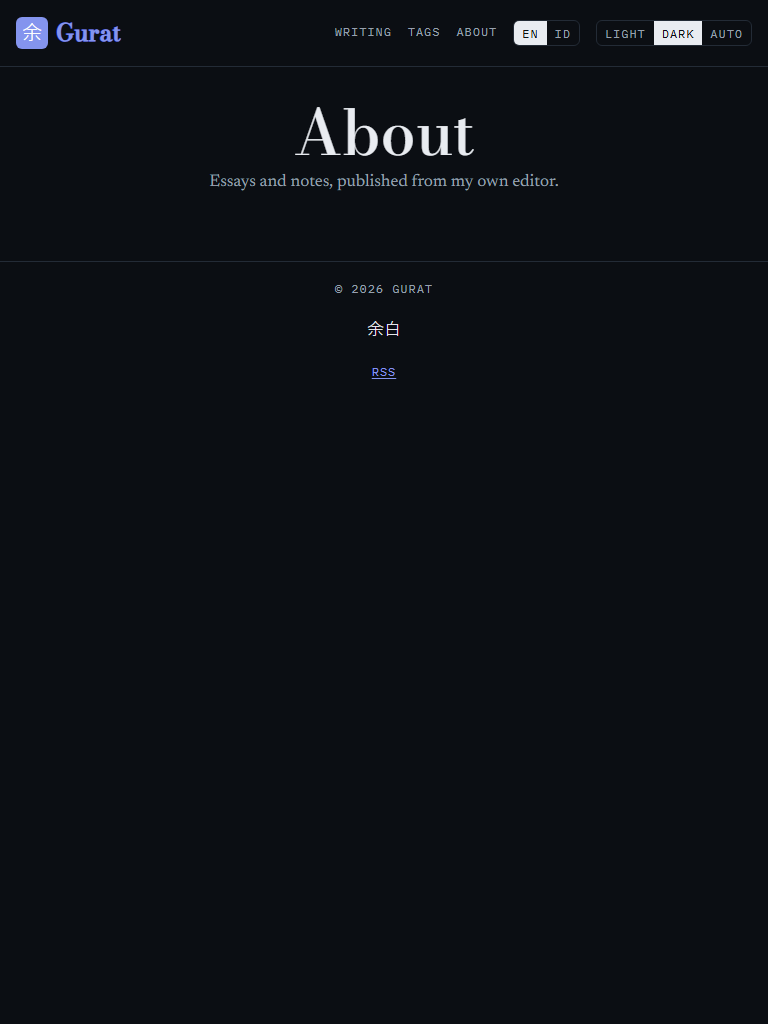 余 Gurat WRITING TAGS ABOUT EN ID LIGHT DARK AUTO
About
Essays and notes, published from my own editor.
© 2026 GURAT
余白
RSS